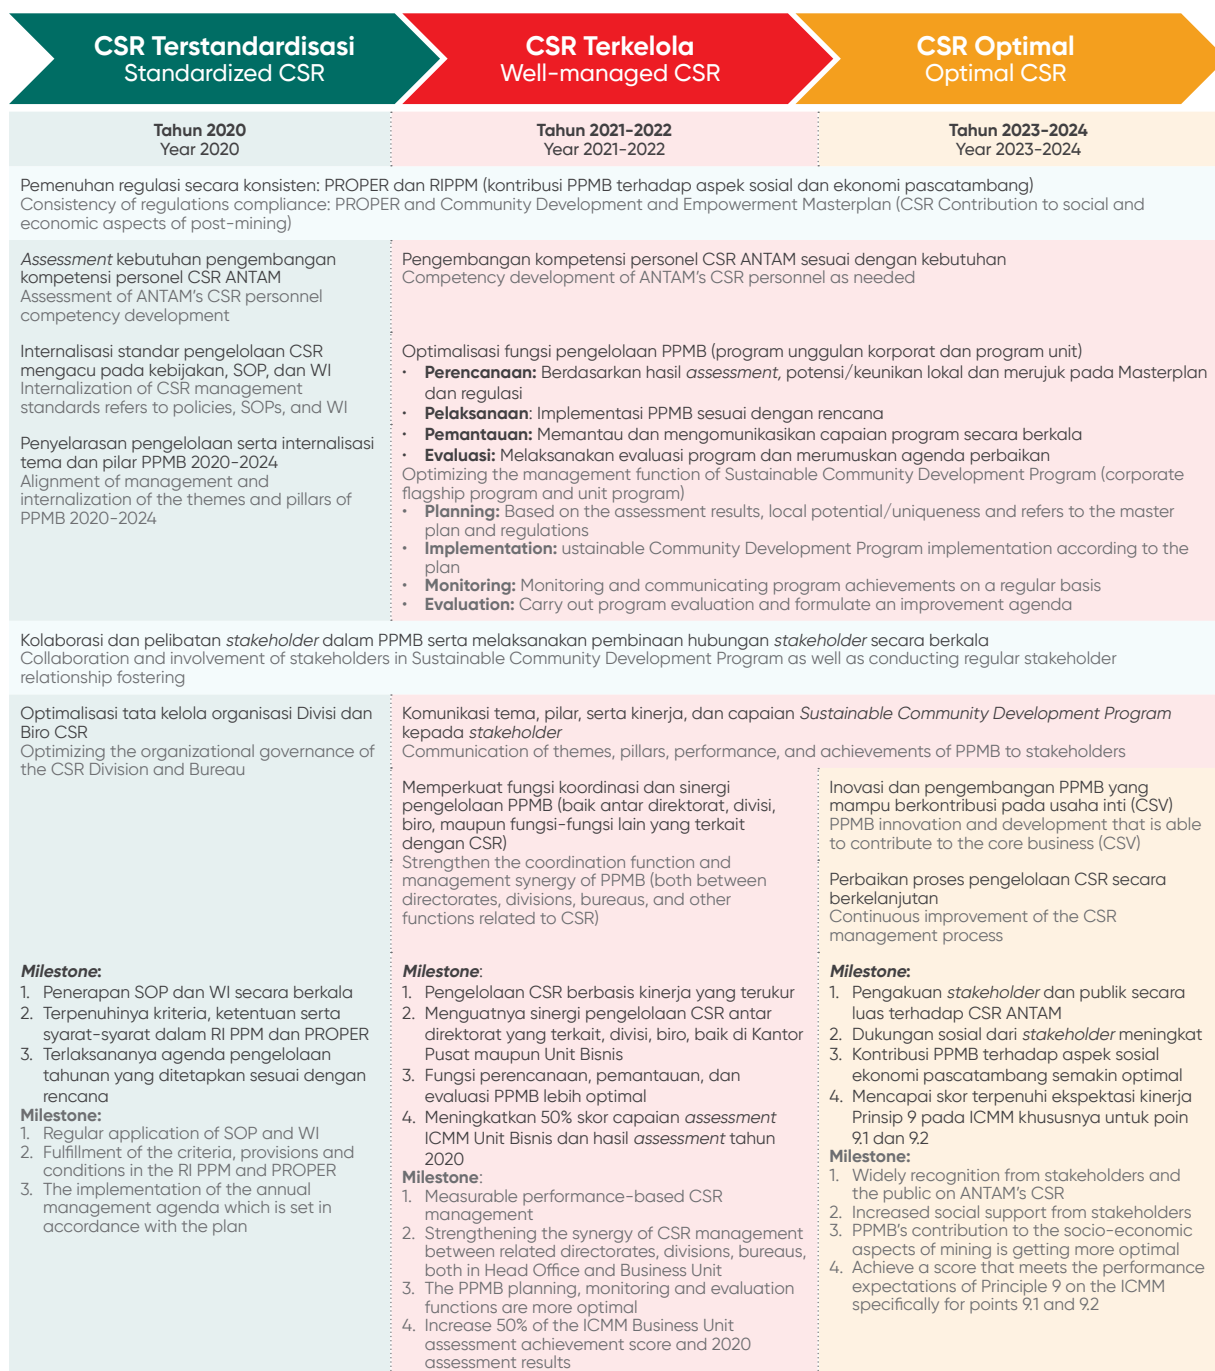 CSR Terstandardisasi
Standardized CSR
CSR Terkelola
Well-managed CSR
CSR Optimal
Optimal CSR
Tahun 2020
Year 2020
Tahun 2021-2022
Year 2021-2022
Tahun 2023-2024
Year 2023-2024
Pemenuhan regulasi secara konsisten: PROPER dan RIPPM (kontribusi PPMB terhadap aspek sosial dan ekonomi pascatambang)
Consistency of regulations compliance: PROPER and Community Development and Empowerment Masterplan (CSR Contribution to social and
economic aspects of post-mining)
Assessment kebutuhan pengembangan
kompetensi personel CSR ANTAM
Assessment of ANTAM's CSR personnel
competency development
Pengembangan kompetensi personel CSR ANTAM sesuai dengan kebutuhan
Competency development of ANTAM's CSR personnel as needed
Internalisasi standar pengelolaan CSR
mengacu pada kebijakan, SOP, dan WI
Internalization of CSR management
standards refers to policies, SOPs, and WI
Penyelarasan pengelolaan serta internalisasi
tema dan pilar PPMB 2020-2024
Alignment of management and
internalization of the themes and pillars of
PPMB 2020-2024
Optimalisasi fungsi pengelolaan PPMB (program unggulan korporat dan program unit)
• Perencanaan: Berdasarkan hasil assessment, potensi/keunikan lokal dan merujuk pada Masterplan
dan regulasi
• Pelaksanaan: Implementasi PPMB sesuai dengan rencana
• Pemantauan: Memantau dan mengomunikasikan capaian program secara berkala
• Evaluasi: Melaksanakan evaluasi program dan merumuskan agenda perbaikan
Optimizing the management function of Sustainable Community Development Program (corporate
flagship program and unit program)
• Planning: Based on the assessment results, local potential/uniqueness and refers to the master
plan and regulations
• Implementation: ustainable Community Development Program implementation according to the
plan
• Monitoring: Monitoring and communicating program achievements on a regular basis
• Evaluation: Carry out program evaluation and formulate an improvement agenda
Kolaborasi dan pelibatan stakeholder dalam PPMB serta melaksanakan pembinaan hubungan stakeholder secara berkala
Collaboration and involvement of stakeholders in Sustainable Community Development Program as well as conducting regular stakeholder
relationship fostering
Optimalisasi tata kelola organisasi Divisi dan
Biro CSR
Optimizing the organizational governance of
the CSR Division and Bureau
Komunikasi tema, pilar, serta kinerja, dan capaian Sustainable Community Development Program
kepada stakeholder
Communication of themes, pillars, performance, and achievements of PPMB to stakeholders
Memperkuat fungsi koordinasi dan sinergi
pengelolaan PPMB (baik antar direktorat, divisi,
biro, maupun fungsi-fungsi lain yang terkait
dengan CSR)
Strengthen the coordination function and
management synergy of PPMB (both between
directorates, divisions, bureaus, and other
functions related to CSR)
Inovasi dan pengembangan PPMB yang
mampu berkontribusi pada usaha inti (CSV)
PPMB innovation and development that is able
to contribute to the core business (CSV)
Perbaikan proses pengelolaan CSR secara
berkelanjutan
Continuous improvement of the CSR
management process
Milestone:
1. Penerapan SOP dan WI secara berkala
2. Terpenuhinya kriteria, ketentuan serta
syarat-syarat dalam RI PPM dan PROPER
3. Terlaksananya agenda pengelolaan
tahunan yang ditetapkan sesuai dengan
rencana
Milestone:
1. Regular application of SOP and WI
2. Fulfillment of the criteria, provisions and
conditions in the RI PPM and PROPER
3. The implementation of the annual
management agenda which is set in
accordance with the plan
Milestone:
1. Pengelolaan CSR berbasis kinerja yang terukur
2. Menguatnya sinergi pengelolaan CSR antar
direktorat yang terkait, divisi, biro, baik di Kantor
Pusat maupun Unit Bisnis
3. Fungsi perencanaan, pemantauan, dan
evaluasi PPMB lebih optimal
4. Meningkatkan 50% skor capaian assessment
ICMM Unit Bisnis dan hasil assessment tahun
2020
Milestone:
1. Measurable performance-based CSR
management
2. Strengthening the synergy of CSR management
between related directorates, divisions, bureaus,
both in Head Office and Business Unit
3. The PPMB planning, monitoring and evaluation
functions are more optimal
4. Increase 50% of the ICMM Business Unit
assessment achievement score and 2020
assessment results
Milestone:
1. Pengakuan stakeholder dan publik secara
luas terhadap CSR ANTAM
2. Dukungan sosial dari stakeholder meningkat
3. Kontribusi PPMB terhadap aspek sosial
ekonomi pascatambang semakin optimal
4. Mencapai skor terpenuhi ekspektasi kinerja
Prinsip 9 pada ICMM khususnya untuk poin
9.1 dan 9.2
Milestone:
1. Widely recognition from stakeholders and
the public on ANTAM's CSR
2. Increased social support from stakeholders
3. PPMB's contribution to the socio-economic
aspects of mining is getting more optimal
4. Achieve a score that meets the performance
expectations of Principle 9 on the ICMM
specifically for points 9.1 and 9.2